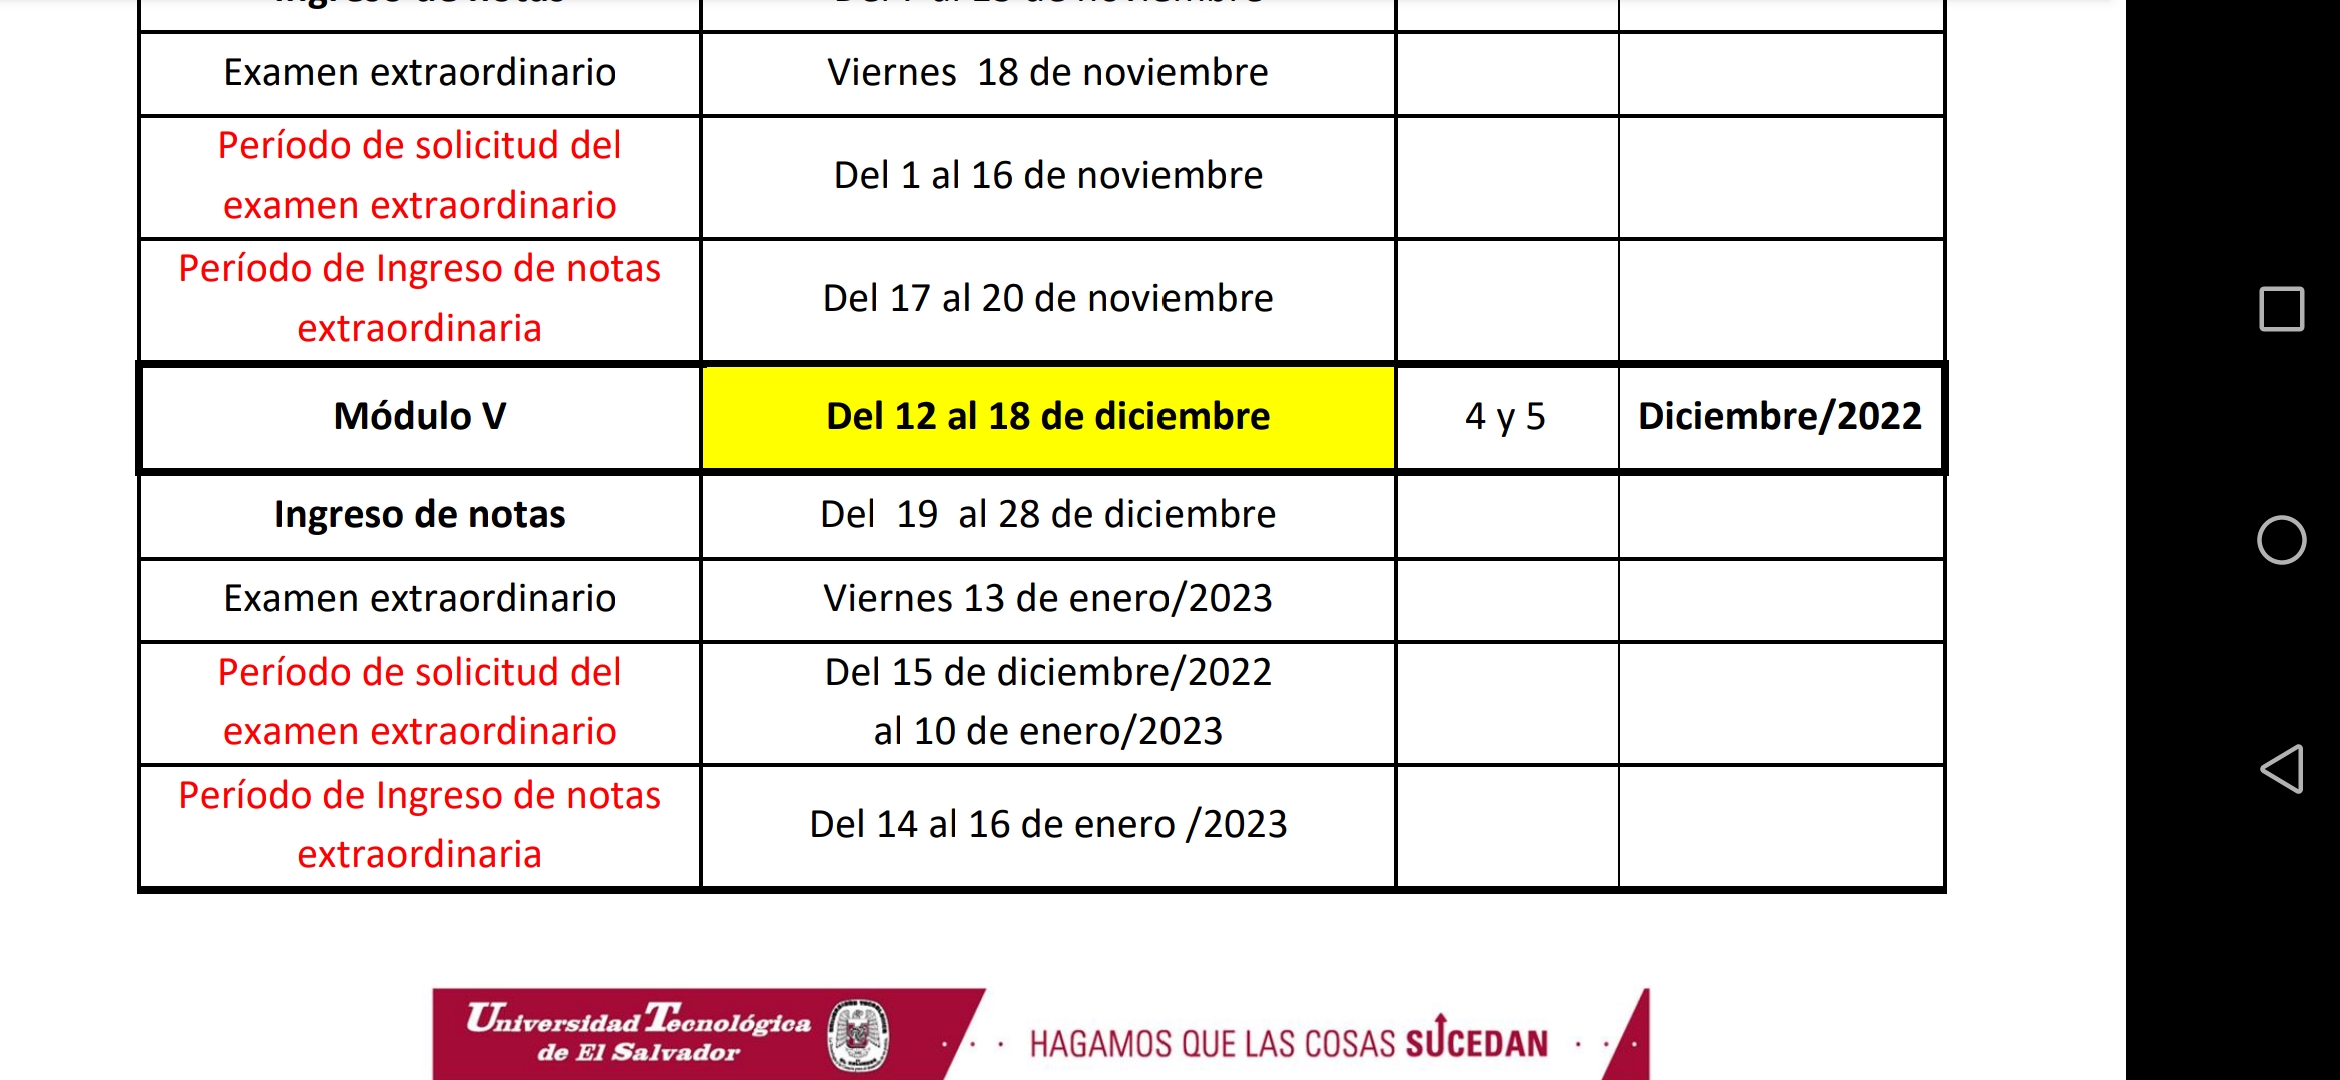 Ingreso de notas
Examen extraordinario
Viernes 18 de noviembre
Período de solicitud del
examen extraordinario
Del 1 al 16 de noviembre
Período de Ingreso de notas
extraordinaria
Del 17 al 20 de noviembre
Módulo V
Del 12 al 18 de diciembre
4 y 5
Diciembre/2022
Ingreso de notas
Del 19 al 28 de diciembre
Examen extraordinario
Viernes 13 de enero/2023
Período de solicitud del
examen extraordinario
Del 15 de diciembre/2022
al 10 de enero/2023
Período de Ingreso de notas
extraordinaria
Del 14 al 16 de enero /2023
Universidad Tecnológica
de El Salvador
HAGAMOS QUE LAS COSAS SUCEDAN